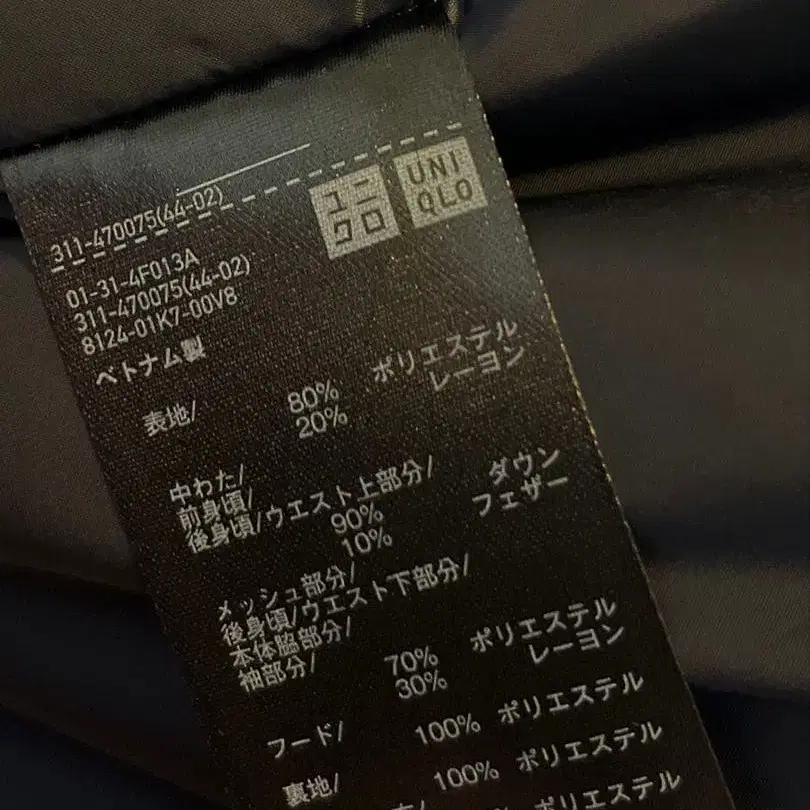 ユニクロ
UNI
QLO
311-470075(44-02)
01-31-4F013A
311-470075(44-02)
8124-01K7-00V8
ベトナム製
表地/ 80% ポリエステル
20% レーヨン
中わた/
前身頃/
後身頃/ウエスト上部分/
90% ダウン
10% フェザー
メッシュ部分/
後身頃/ウエスト下部分/
本体脇部分/
袖部分/ 70% ポリエステル
30% レーヨン
フード/ 100% ポリエステル
裏地/ 100% ポリエステル
ポリエステル